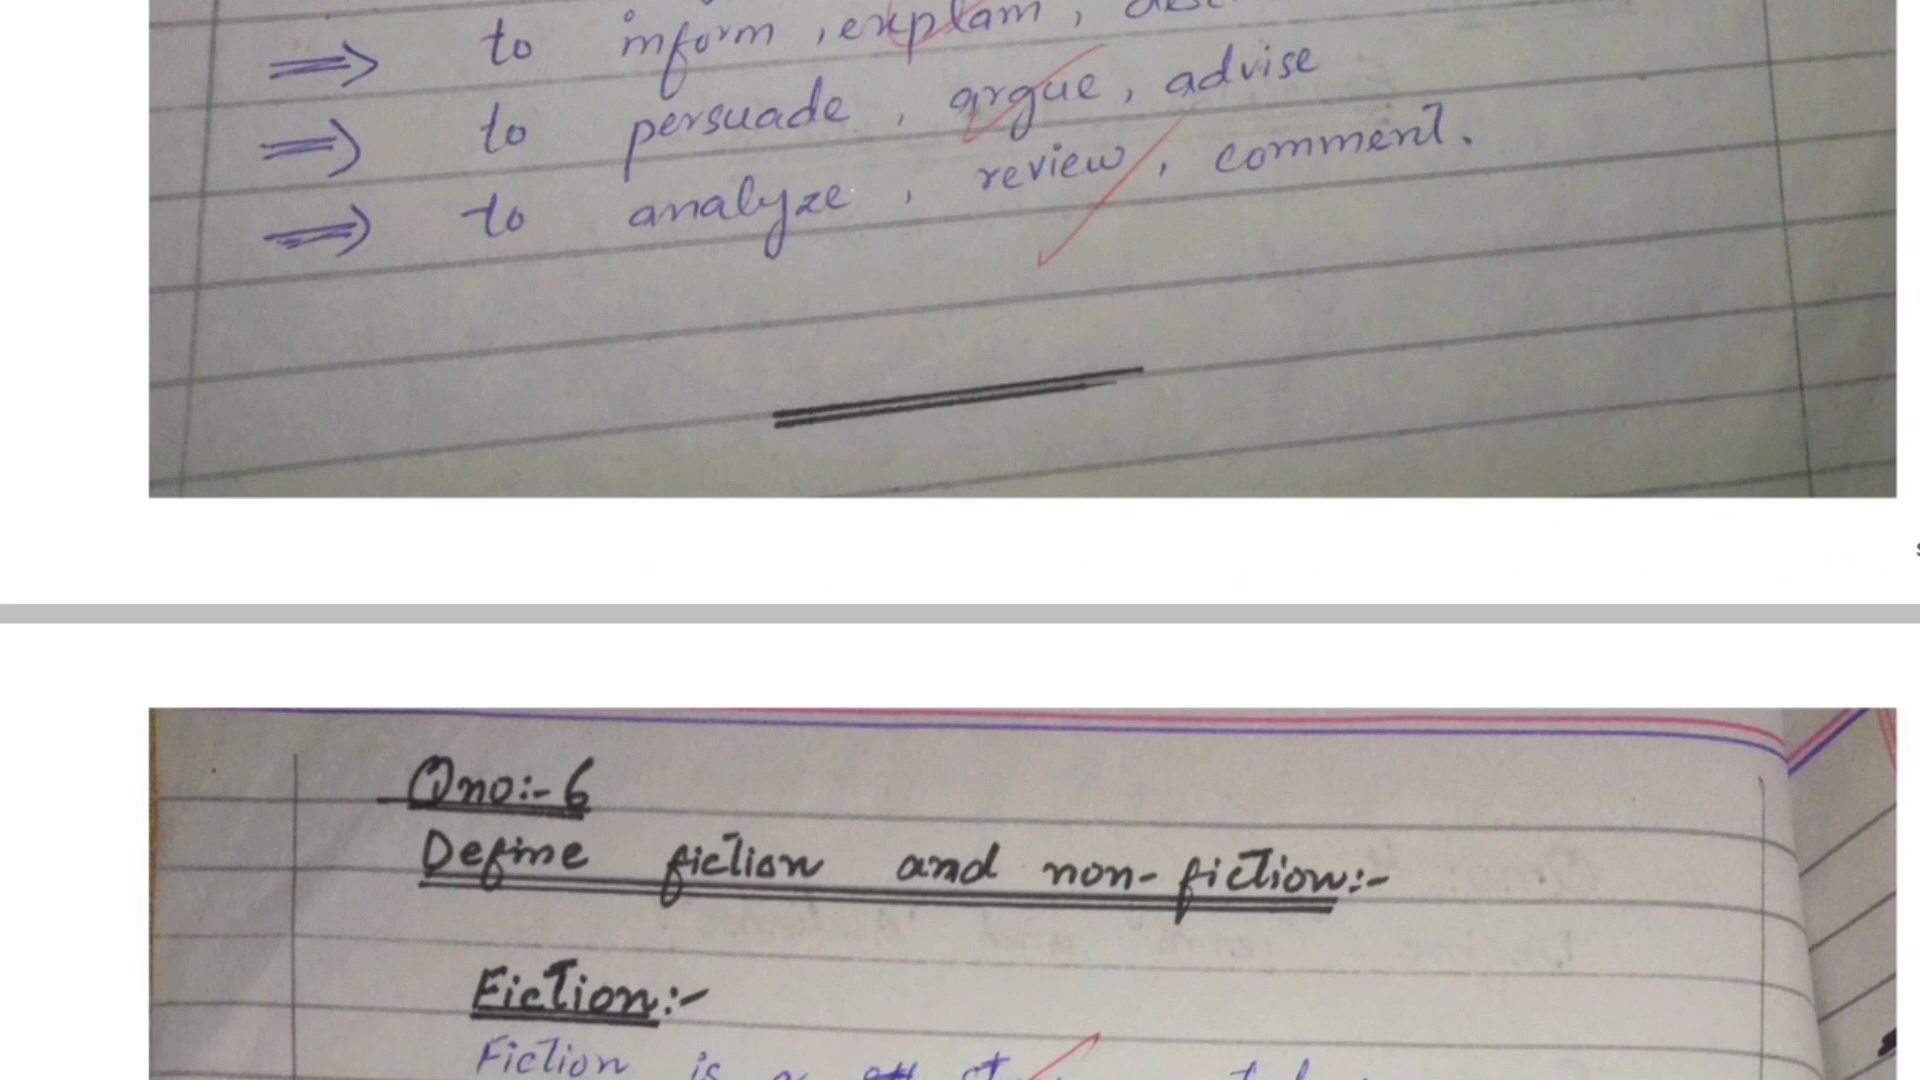 ⇒ to inform, explain,
⇒ to persuade, argue, advise
⇒ to analyze, review, comment.
Qno:- 6
Define fiction and non-fiction:-
Fiction:-
Fiction is a